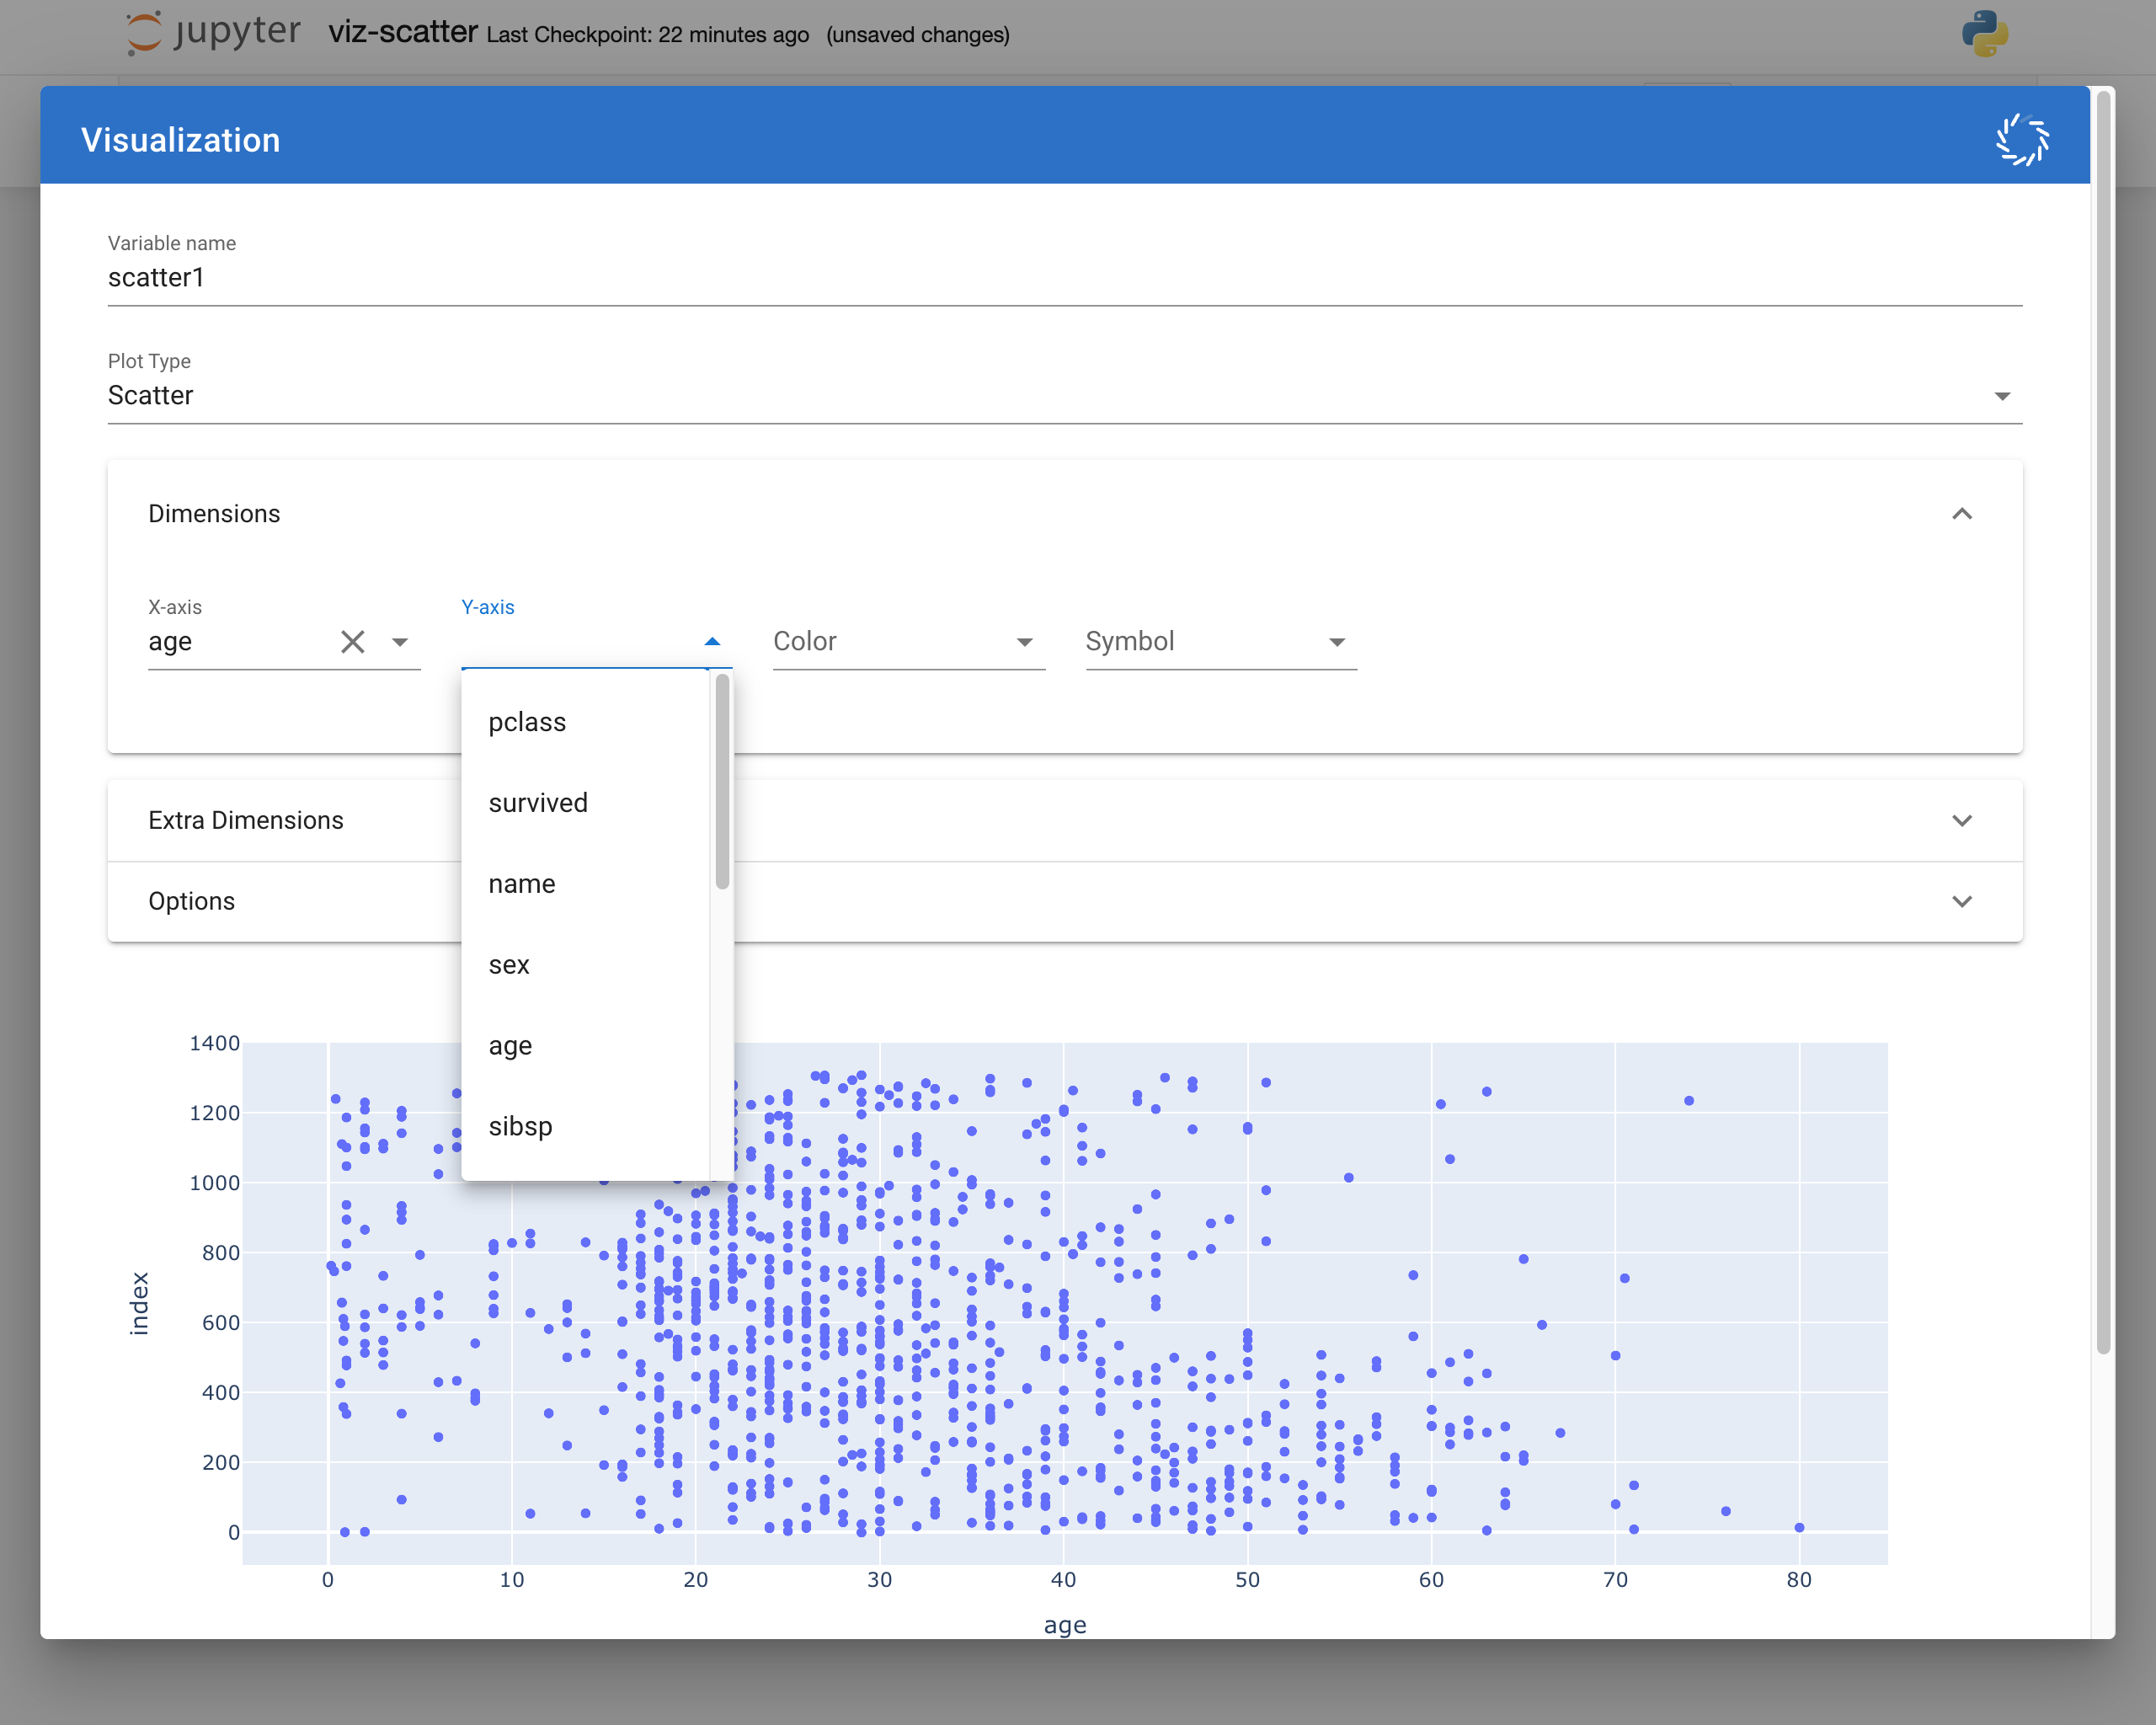 jupyter viz-scatter Last Checkpoint: 22 minutes ago (unsaved changes)
Visualization
Variable name
scatter1
Plot Type
Scatter
Dimensions
X-axis
age
Y-axis
Color
Symbol
pclass
survived
name
sex
age
sibsp
Extra Dimensions
Options
1400
1200
1000
800
600
400
200
0
index
0 10 20 30 40 50 60 70 80
age